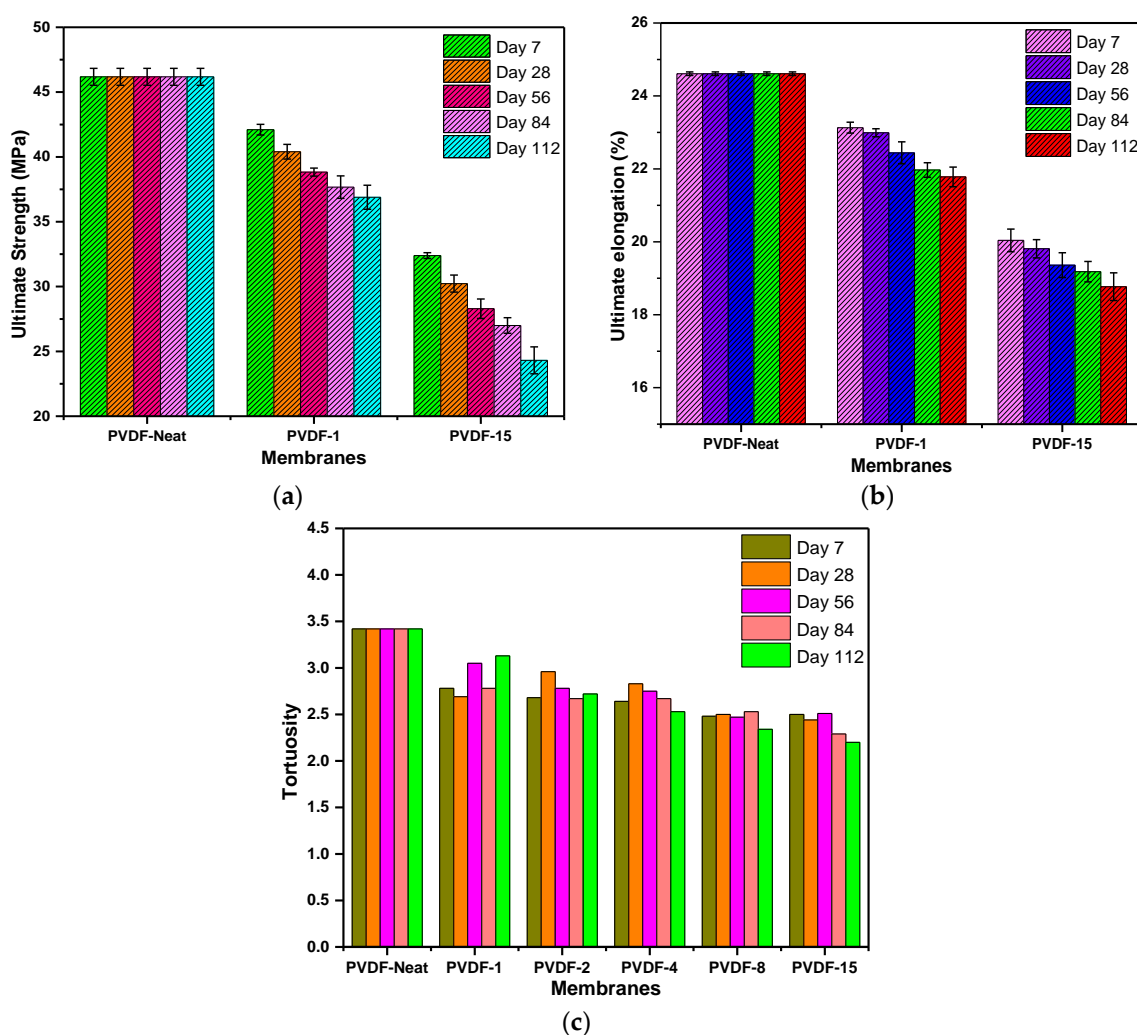 50
45
40
35
30
25
20
Ultimate Strength (MPa)
Day 7
Day 28
Day 56
Day 84
Day 112
PVDF-Neat PVDF-1 PVDF-15
Membranes
(a)
26
24
22
20
18
16
Ultimate elongation (%)
Day 7
Day 28
Day 56
Day 84
Day 112
PVDF-Neat PVDF-1 PVDF-15
Membranes
(b)
4.5
4.0
3.5
3.0
2.5
2.0
1.5
1.0
0.5
0.0
Tortuosity
Day 7
Day 28
Day 56
Day 84
Day 112
PVDF-Neat PVDF-1 PVDF-2 PVDF-4 PVDF-8 PVDF-15
Membranes
(c)